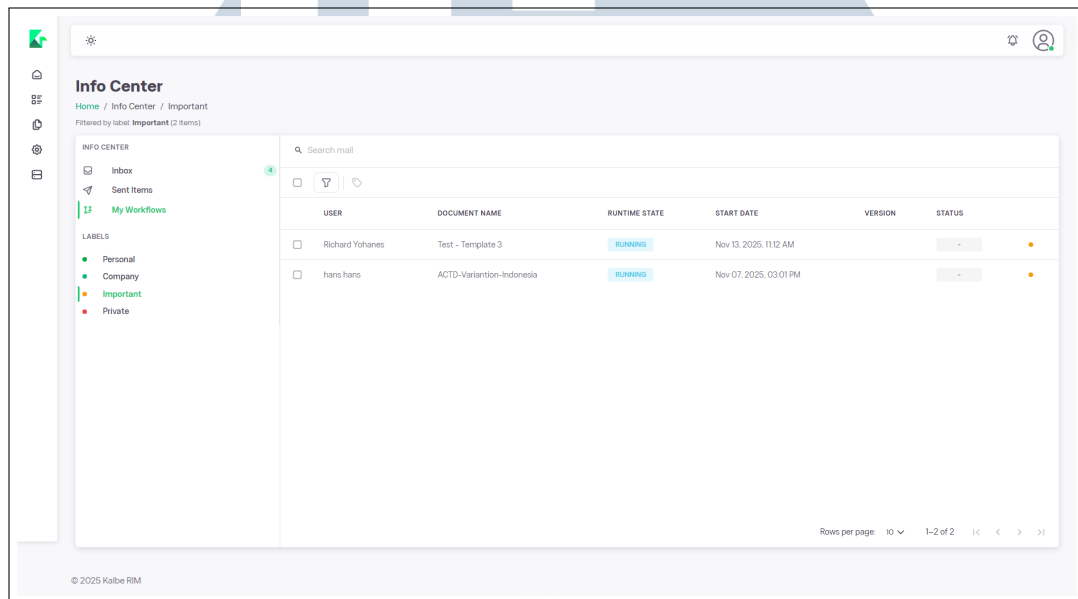 Info Center
Home / Info Center / Important
Filtered by label: Important (2 items)
INFO CENTER
Inbox 4
Sent Items
My Workflows
LABELS
Personal
Company
Important
Private
Search mail
USER DOCUMENT NAME RUNTIME STATE START DATE VERSION STATUS
Richard Yohanes Test - Template 3 RUNNING Nov 13, 2025, 11:12 AM -
hans hans ACTD-Variantion-Indonesia RUNNING Nov 07, 2025, 03:01 PM -
Rows per page: 10 1–2 of 2
© 2025 Kalbe RIM